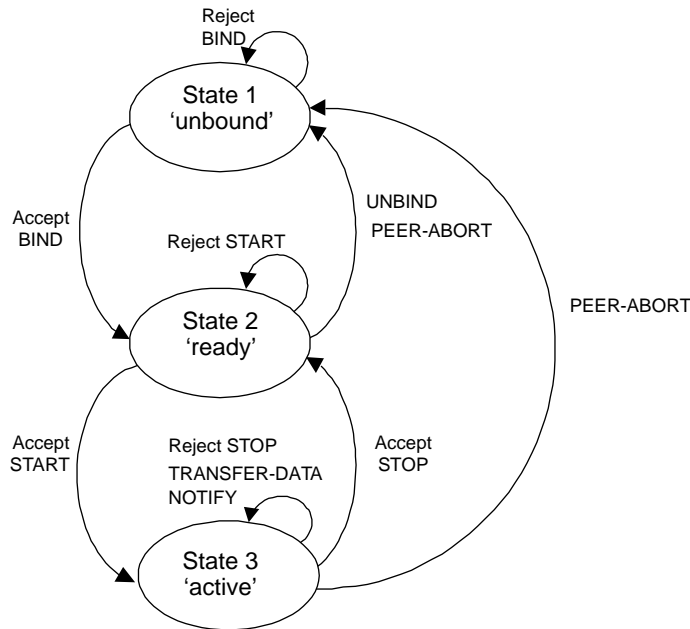 Reject
BIND
State 1
‘unbound’
Accept
BIND
UNBIND
PEER-ABORT
Reject START
PEER-ABORT
State 2
‘ready’
Accept
START
Reject STOP
TRANSFER-DATA
NOTIFY
Accept
STOP
State 3
‘active’